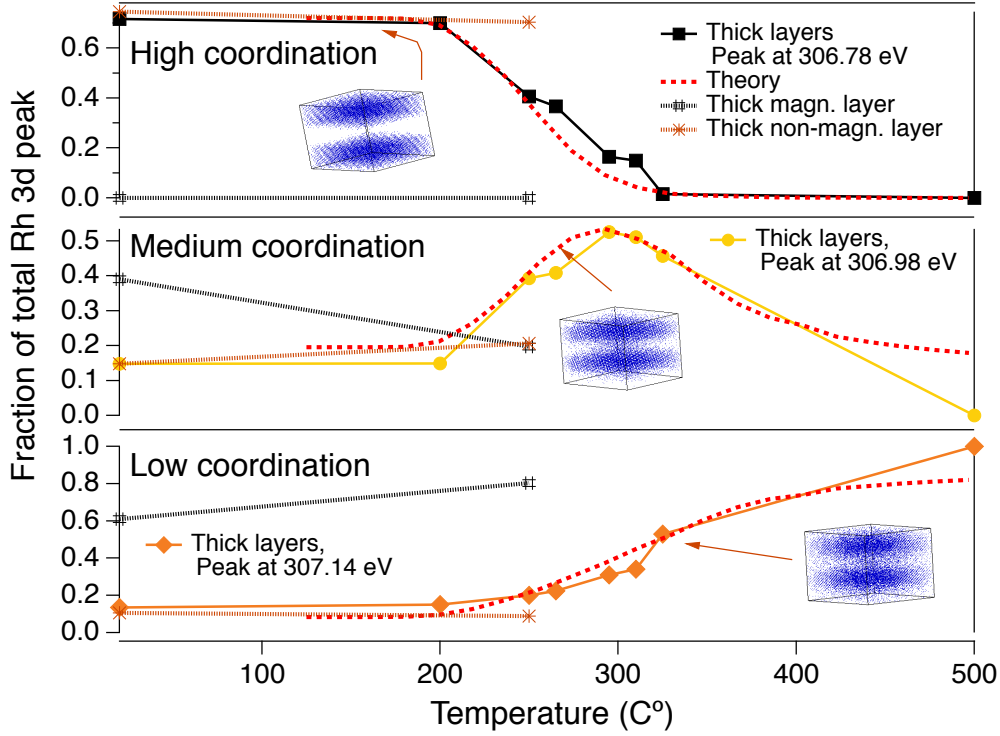 Fraction of total Rh 3d peak
High coordination
Thick layers
Peak at 306.78 eV
Theory
Thick magn. layer
Thick non-magn. layer
0.6
0.4
0.2
0.0
Medium coordination
Thick layers,
Peak at 306.98 eV
0.5
0.4
0.3
0.2
0.1
0.0
Low coordination
Thick layers,
Peak at 307.14 eV
1.0
0.8
0.6
0.4
0.2
0.0
100 200 300 400 500
Temperature (Cº)